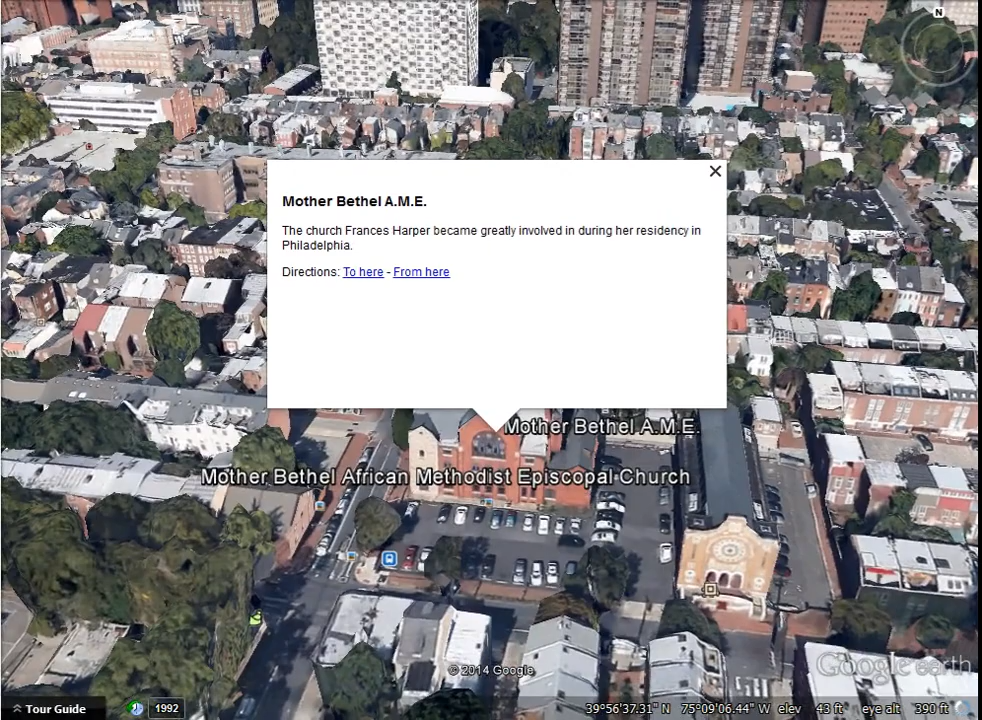 N
Mother Bethel A.M.E.
The church Frances Harper became greatly involved in during her residency in
Philadelphia.
Directions: To here - From here
Mother Bethel A.M.E.
Mother Bethel African Methodist Episcopal Church
© 2014 Google
Google earth
Tour Guide 1992 39°56'37.31" N 75°09'06.44" W elev 43 ft eye alt 390 ft